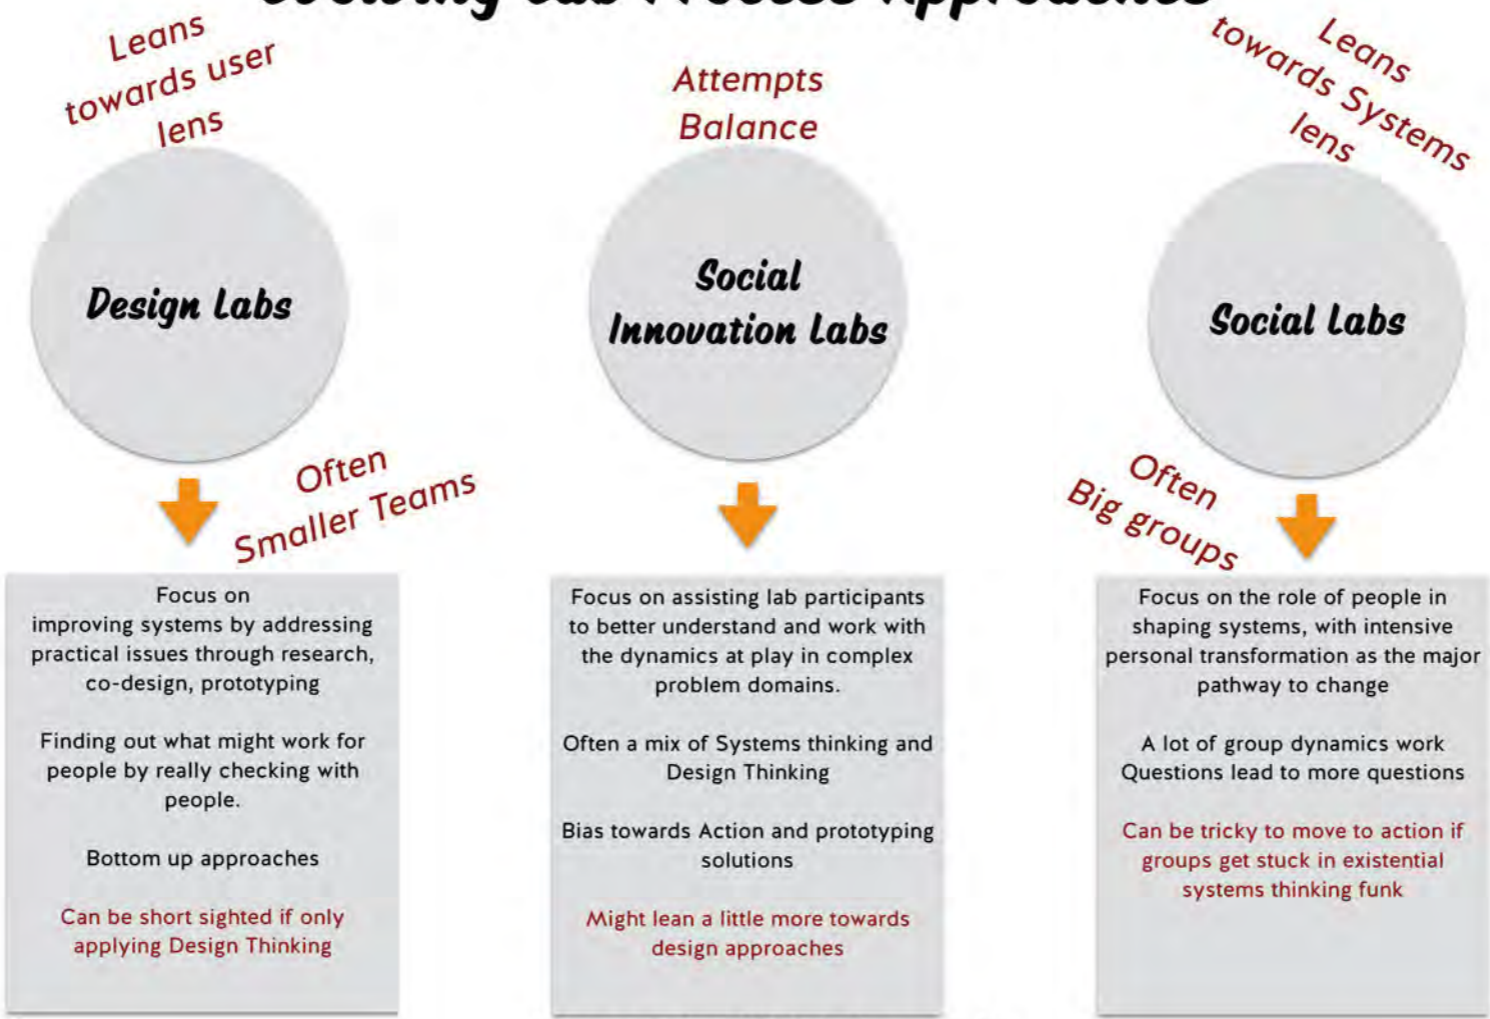 Lab Process Approaches
Leans
towards user
lens
Attempts
Balance
Leans
towards Systems
lens
Design Labs
Social
Innovation Labs
Social Labs
Often
Smaller Teams
Often
Big groups
Focus on
improving systems by addressing
practical issues through research,
co-design, prototyping
Finding out what might work for
people by really checking with
people.
Bottom up approaches
Can be short sighted if only
applying Design Thinking
Focus on assisting lab participants
to better understand and work with
the dynamics at play in complex
problem domains.
Often a mix of Systems thinking and
Design Thinking
Bias towards Action and prototyping
solutions
Might lean a little more towards
design approaches
Focus on the role of people in
shaping systems, with intensive
personal transformation as the major
pathway to change
A lot of group dynamics work
Questions lead to more questions
Can be tricky to move to action if
groups get stuck in existential
systems thinking funk